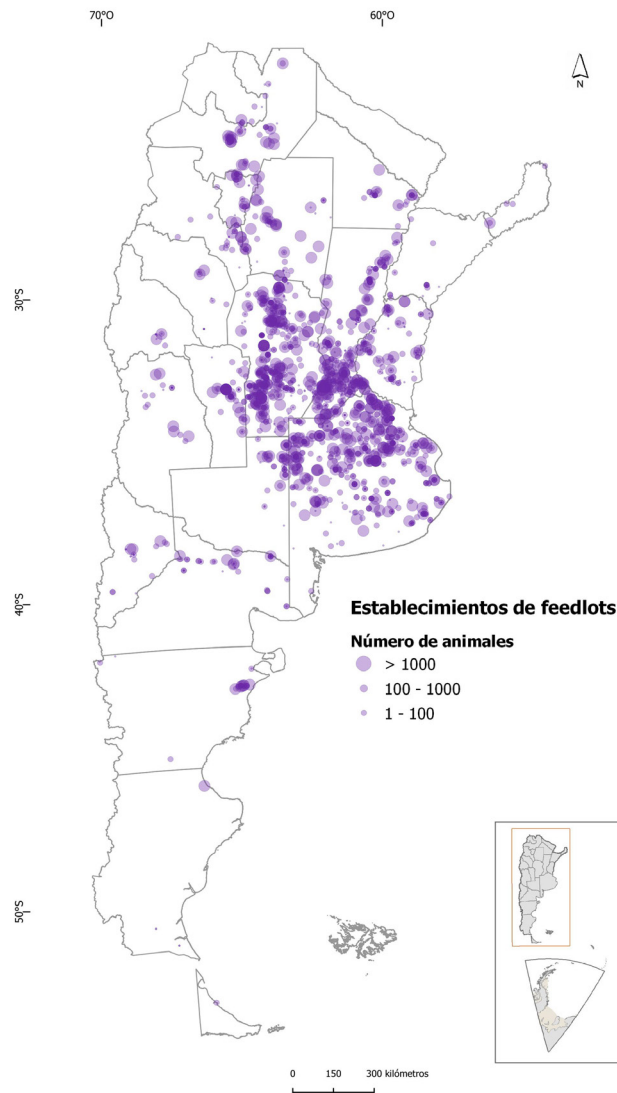 70°O 60°O
N
30°S
40°S
Establecimientos de feedlots
Número de animales
> 1000
100 - 1000
1 - 100
50°S
0 150 300 kilómetros